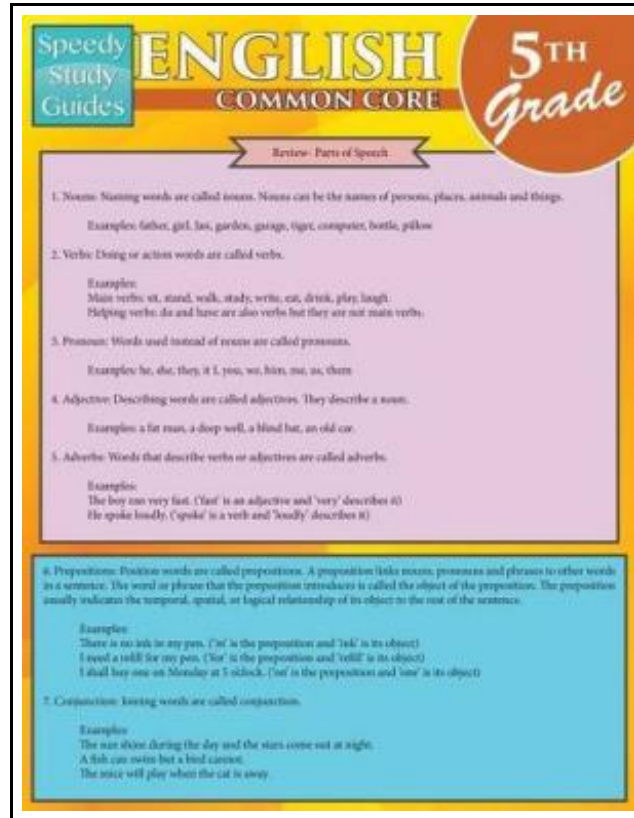 Speedy
Study
Guides
ENGLISH
COMMON CORE
5TH
Grade
Review- Parts of Speech
1. Nouns: Naming words are called nouns. Nouns can be the names of persons, places, animals and things.
Examples: father, girl, garden, garage, tiger, computer, bottle, pillow
2. Verbs: Doing or action words are called verbs.
Examples:
Main verbs: sit, stand, walk, study, write, eat, drink, play, laugh.
Helping verbs: do and have are also verbs but they are not main verbs.
3. Pronoun: Words used instead of nouns are called pronouns.
Examples: he, she, they, it I, you, we, him, me, us, them
4. Adjective: Describing words are called adjectives. They describe a noun.
Examples: a fat man, a deep well, a blind bat, an old car.
5. Adverbs: Words that describe verbs or adjectives are called adverbs.
Examples:
The boy ran very fast. ('fast' is an adjective and 'very' describes it)
He spoke loudly. ('spoke' is a verb and 'loudly' describes it)
6. Prepositions: Position words are called prepositions. A preposition links nouns, pronouns and phrases to other words
in a sentence. The word or phrase that the preposition introduces is called the object of the preposition. The preposition
usually indicates the temporal, spatial, or logical relationship of its object to the rest of the sentence.
Examples:
There is no ink in my pen. ('in' is the preposition and 'ink' is its object)
I need a refill for my pen. ('for' is the preposition and 'refill' is its object)
I shall buy one on Monday at 5 o'clock. ('on' is the preposition and 'one' is its object)
7. Conjunction: Joining words are called conjunction.
Examples:
The sun shine during the day and the stars come out at night.
A fish can swim but a bird cannot.
The mice will play when the cat is away.